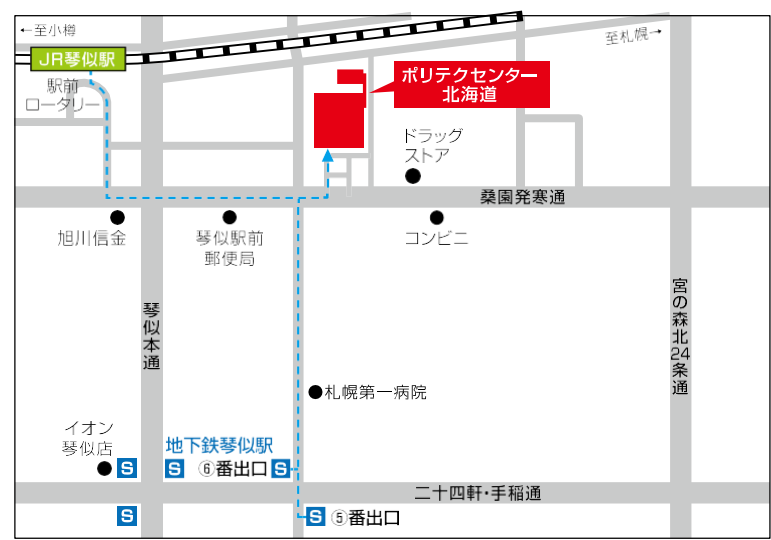 ←至小樽
至札幌→
JR琴似駅
駅前
ロータリー
ポリテクセンター
北海道
ドラッグ
ストア
桑園発寒通
旭川信金
琴似駅前
郵便局
コンビニ
琴似本通
宮の森北24条通
札幌第一病院
イオン
琴似店
S
地下鉄琴似駅
S ⑥番出口 S
二十四軒・手稲通
S
S ⑤番出口